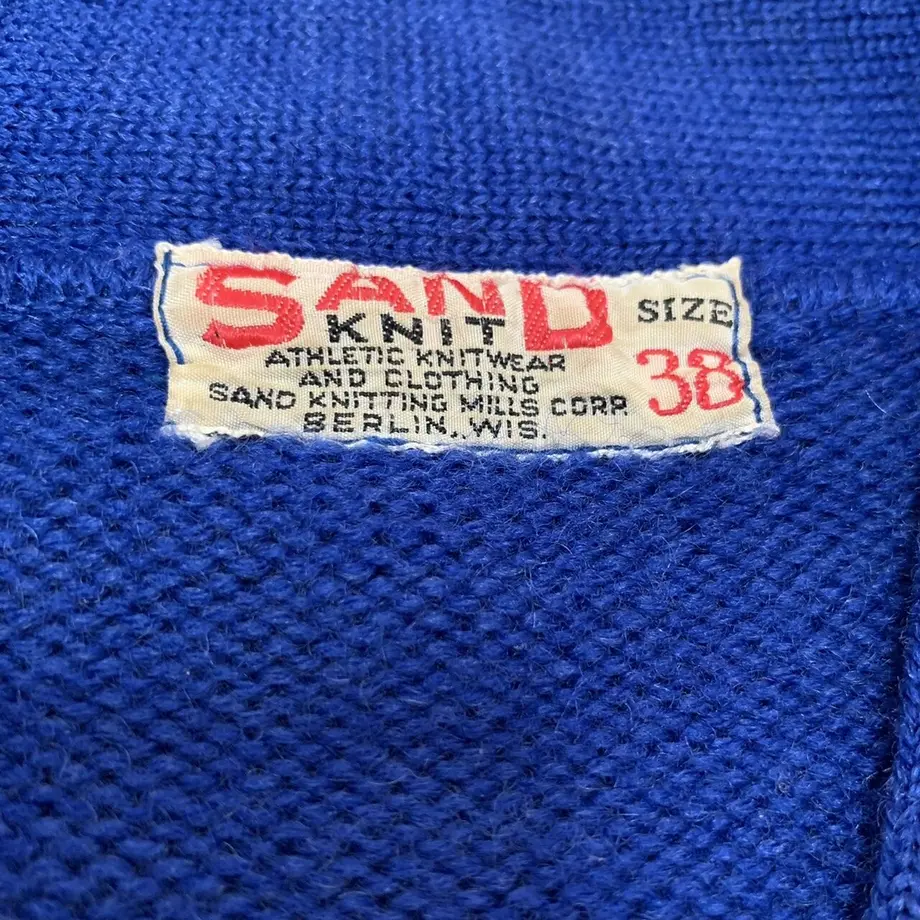 SAND SIZE
KNIT
38
ATHLETIC KNITWEAR
AND CLOTHING
SAND KNITTING MILLS CORP.
BERLIN., WIS.